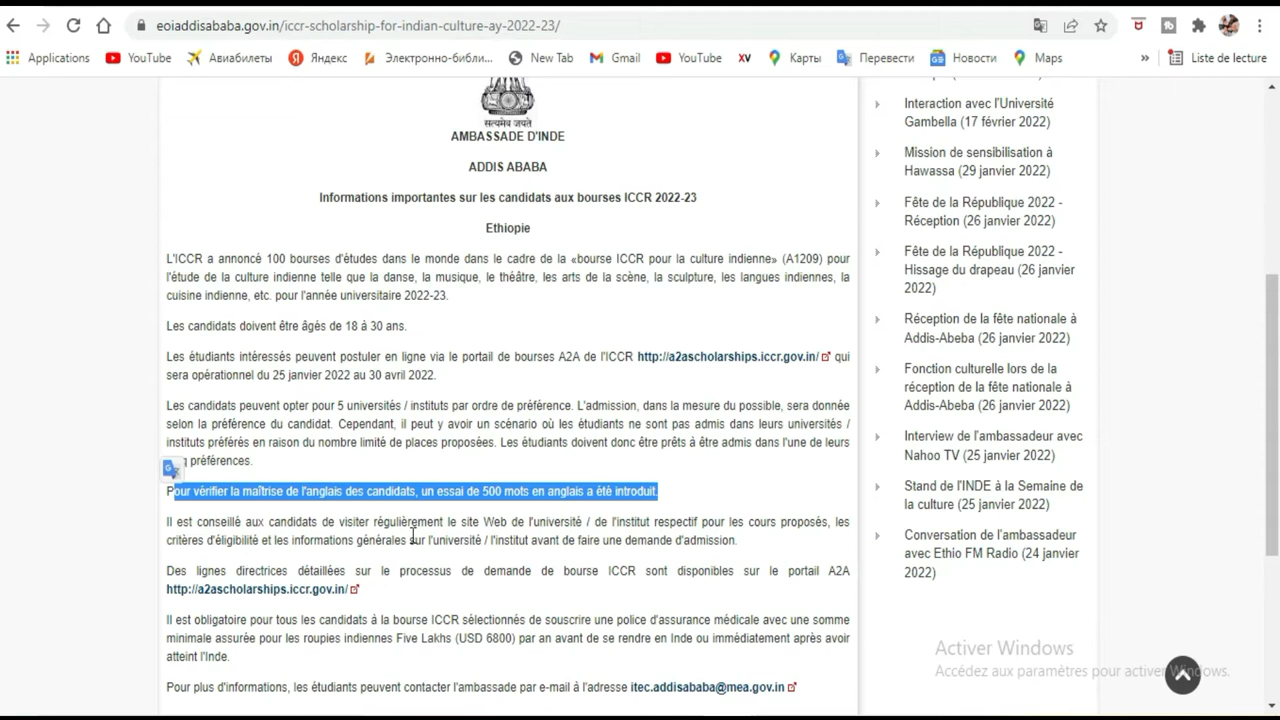 eoiaddisababa.gov.in/iccr-scholarship-for-indian-culture-ay-2022-23/
Applications YouTube Авиабилеты Яндекс Электронно-библи... New Tab Gmail YouTube XV Карты Перевести Новости Maps » Liste de lecture
सत्यमेव जयते
AMBASSADE D'INDE
ADDIS ABABA
Informations importantes sur les candidats aux bourses ICCR 2022-23
Ethiopie
L'ICCR a annoncé 100 bourses d'études dans le monde dans le cadre de la «bourse ICCR pour la culture indienne» (A1209) pour
l'étude de la culture indienne telle que la danse, la musique, le théâtre, les arts de la scène, la sculpture, les langues indiennes, la
cuisine indienne, etc. pour l'année universitaire 2022-23.
Les candidats doivent être âgés de 18 à 30 ans.
Les étudiants intéressés peuvent postuler en ligne via le portail de bourses A2A de l'ICCR http://a2ascholarships.iccr.gov.in/ qui
sera opérationnel du 25 janvier 2022 au 30 avril 2022.
Les candidats peuvent opter pour 5 universités / instituts par ordre de préférence. L'admission, dans la mesure du possible, sera donnée
selon la préférence du candidat. Cependant, il peut y avoir un scénario où les étudiants ne sont pas admis dans leurs universités /
instituts préférés en raison du nombre limité de places proposées. Les étudiants doivent donc être prêts à être admis dans l'une de leurs
préférences.
Pour vérifier la maîtrise de l'anglais des candidats, un essai de 500 mots en anglais a été introduit.
Il est conseillé aux candidats de visiter régulièrement le site Web de l'université / de l'institut respectif pour les cours proposés, les
critères d'éligibilité et les informations générales sur l'université / l'institut avant de faire une demande d'admission.
Des lignes directrices détaillées sur le processus de demande de bourse ICCR sont disponibles sur le portail A2A
http://a2ascholarships.iccr.gov.in/
Il est obligatoire pour tous les candidats à la bourse ICCR sélectionnés de souscrire une police d'assurance médicale avec une somme
minimale assurée pour les roupies indiennes Five Lakhs (USD 6800) par an avant de se rendre en Inde ou immédiatement après avoir
atteint l'Inde.
Pour plus d'informations, les étudiants peuvent contacter l'ambassade par e-mail à l'adresse itec.addisababa@mea.gov.in
Interaction avec l'Université
Gambella (17 février 2022)
Mission de sensibilisation à
Hawassa (29 janvier 2022)
Fête de la République 2022 -
Réception (26 janvier 2022)
Fête de la République 2022 -
Hissage du drapeau (26 janvier
2022)
Réception de la fête nationale à
Addis-Abeba (26 janvier 2022)
Fonction culturelle lors de la
réception de la fête nationale à
Addis-Abeba (26 janvier 2022)
Interview de l'ambassadeur avec
Nahoo TV (25 janvier 2022)
Stand de l'INDE à la Semaine de
la culture (25 janvier 2022)
Conversation de l'ambassadeur
avec Ethio FM Radio (24 janvier
2022)
Activer Windows
Accédez aux paramètres pour activer Windows.